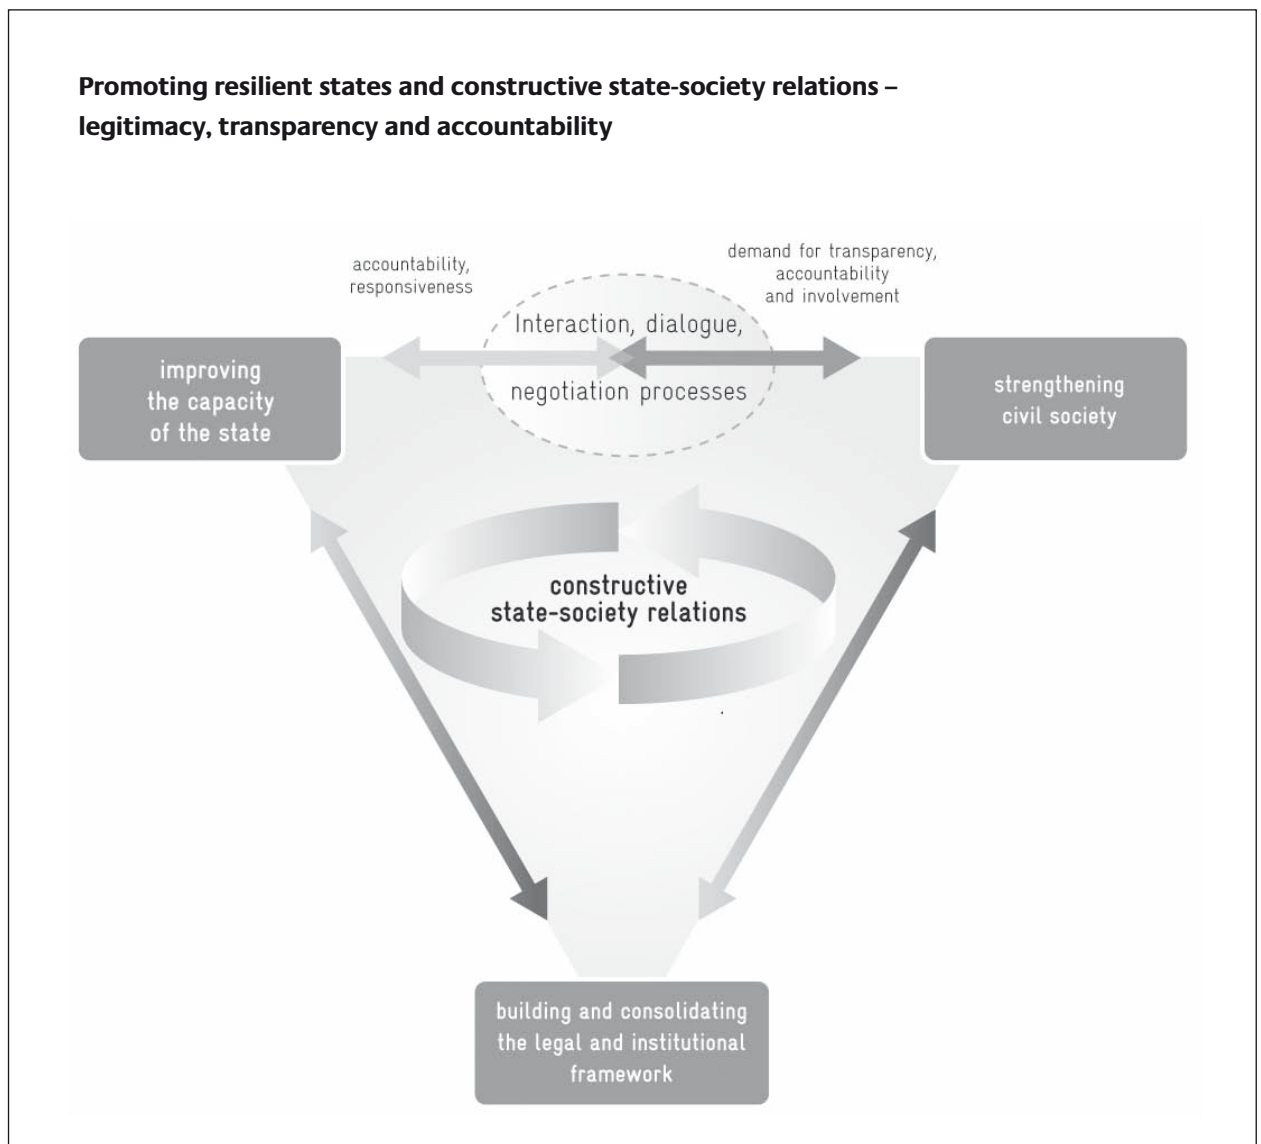 Promoting resilient states and constructive state-society relations –
legitimacy, transparency and accountability
accountability,
responsiveness
demand for transparency,
accountability
and involvement
Interaction, dialogue,
negotiation processes
improving
the capacity
of the state
strengthening
civil society
constructive
state-society relations
building and consolidating
the legal and institutional
framework